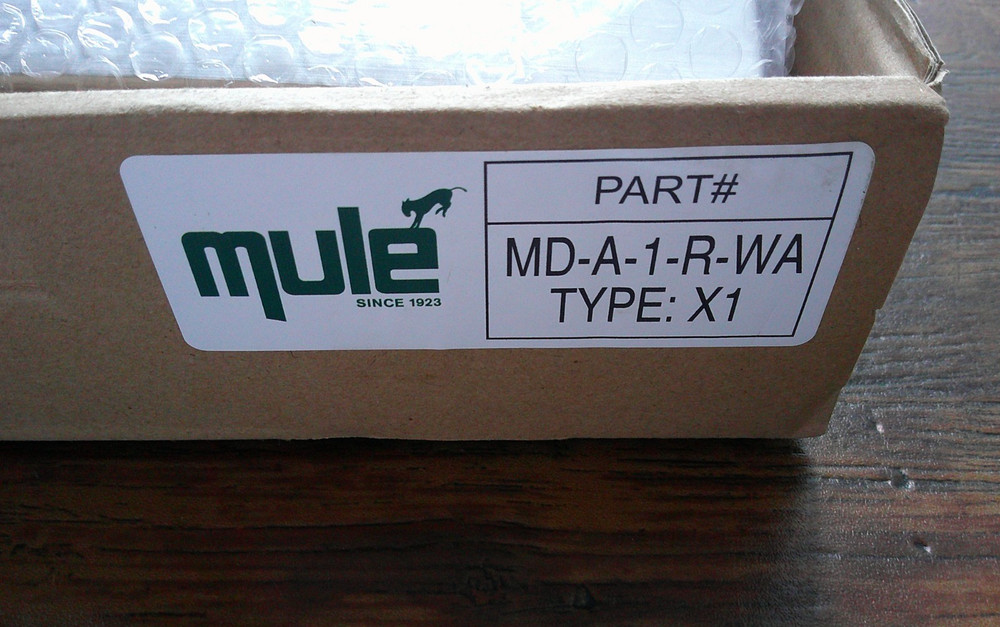 mule
SINCE 1923
PART#
MD-A-1-R-WA
TYPE: X1